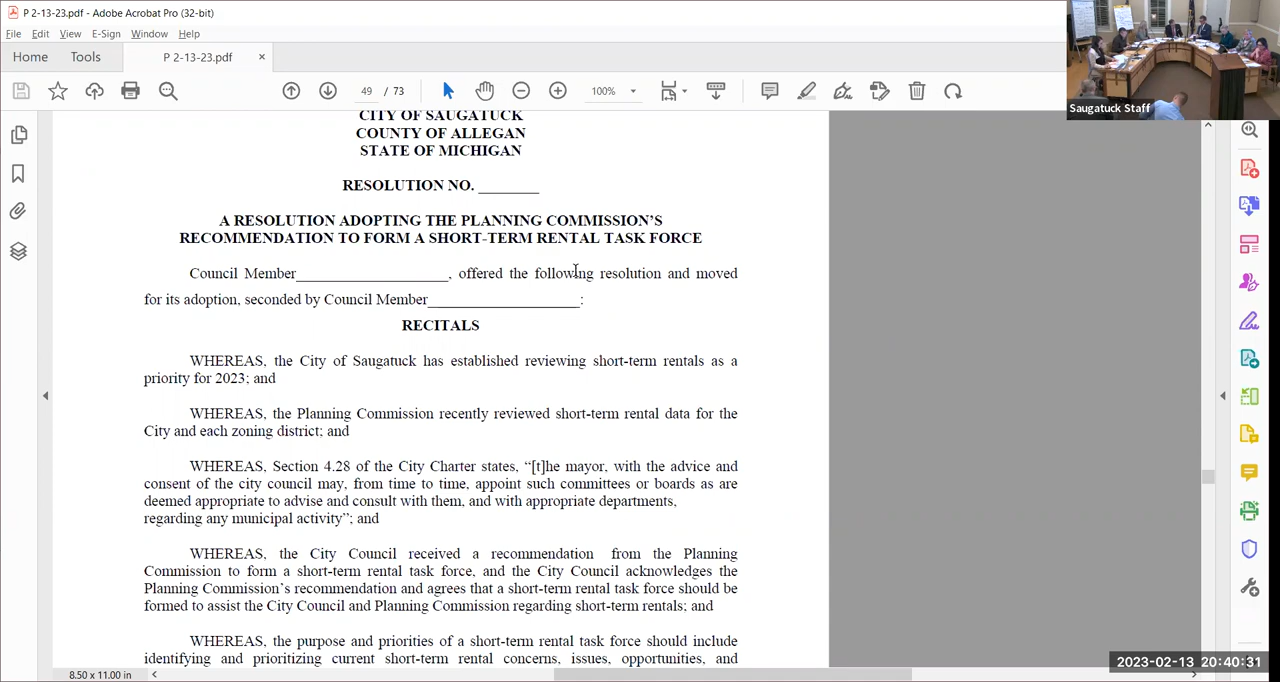 P 2-13-23.pdf - Adobe Acrobat Pro (32-bit)
File Edit View E-Sign Window Help
Home Tools P 2-13-23.pdf ×
49 / 73 100%
Saugatuck Staff
CITY OF SAUGATUCK
COUNTY OF ALLEGAN
STATE OF MICHIGAN
RESOLUTION NO. ________
A RESOLUTION ADOPTING THE PLANNING COMMISSION'S
RECOMMENDATION TO FORM A SHORT-TERM RENTAL TASK FORCE
Council Member____________________, offered the following resolution and moved
for its adoption, seconded by Council Member____________________:
RECITALS
WHEREAS, the City of Saugatuck has established reviewing short-term rentals as a
priority for 2023; and
WHEREAS, the Planning Commission recently reviewed short-term rental data for the
City and each zoning district; and
WHEREAS, Section 4.28 of the City Charter states, “[t]he mayor, with the advice and
consent of the city council may, from time to time, appoint such committees or boards as are
deemed appropriate to advise and consult with them, and with appropriate departments,
regarding any municipal activity”; and
WHEREAS, the City Council received a recommendation from the Planning
Commission to form a short-term rental task force, and the City Council acknowledges the
Planning Commission's recommendation and agrees that a short-term rental task force should be
formed to assist the City Council and Planning Commission regarding short-term rentals; and
WHEREAS, the purpose and priorities of a short-term rental task force should include
identifying and prioritizing current short-term rental concerns, issues, opportunities, and
8.50 x 11.00 in
2023-02-13 20:40:31